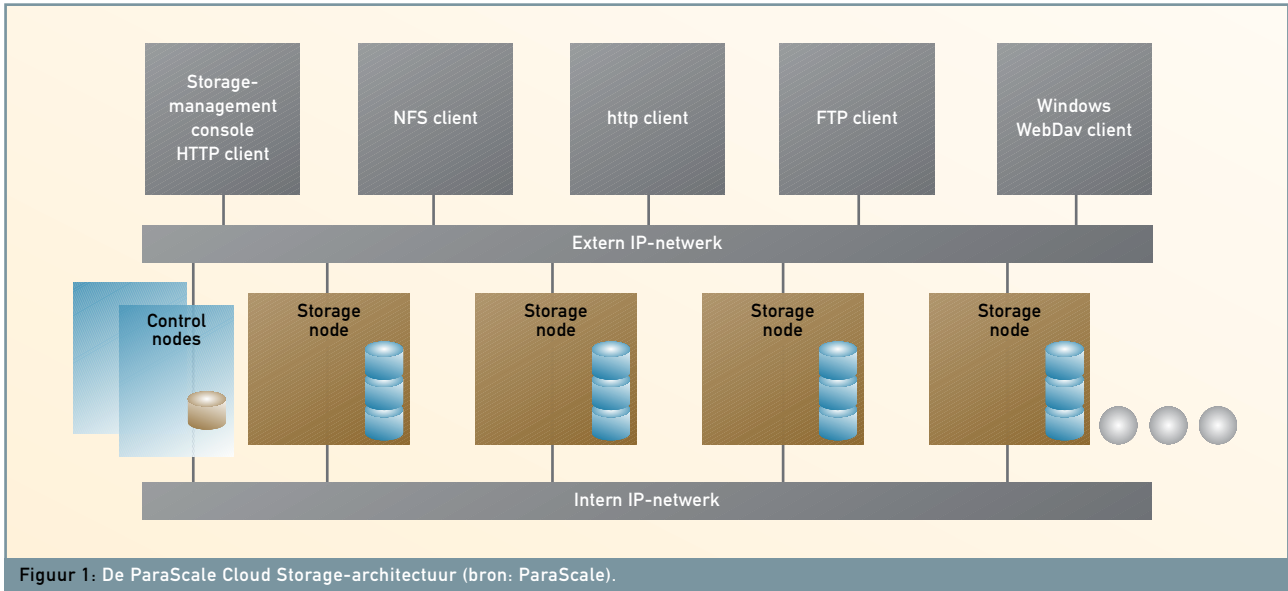 Storage-
management
console
HTTP client
NFS client
http client
FTP client
Windows
WebDav client
Extern IP-netwerk
Control
nodes
Storage
node
Storage
node
Storage
node
Storage
node
Intern IP-netwerk
Figuur 1: De ParaScale Cloud Storage-architectuur (bron: ParaScale).